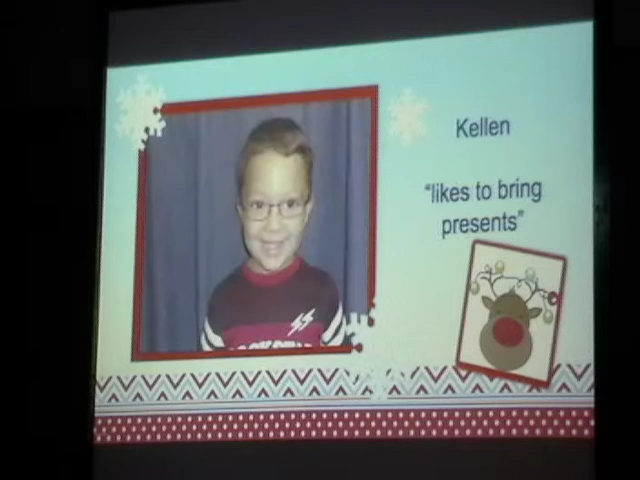 Kellen
“likes to bring
presents”